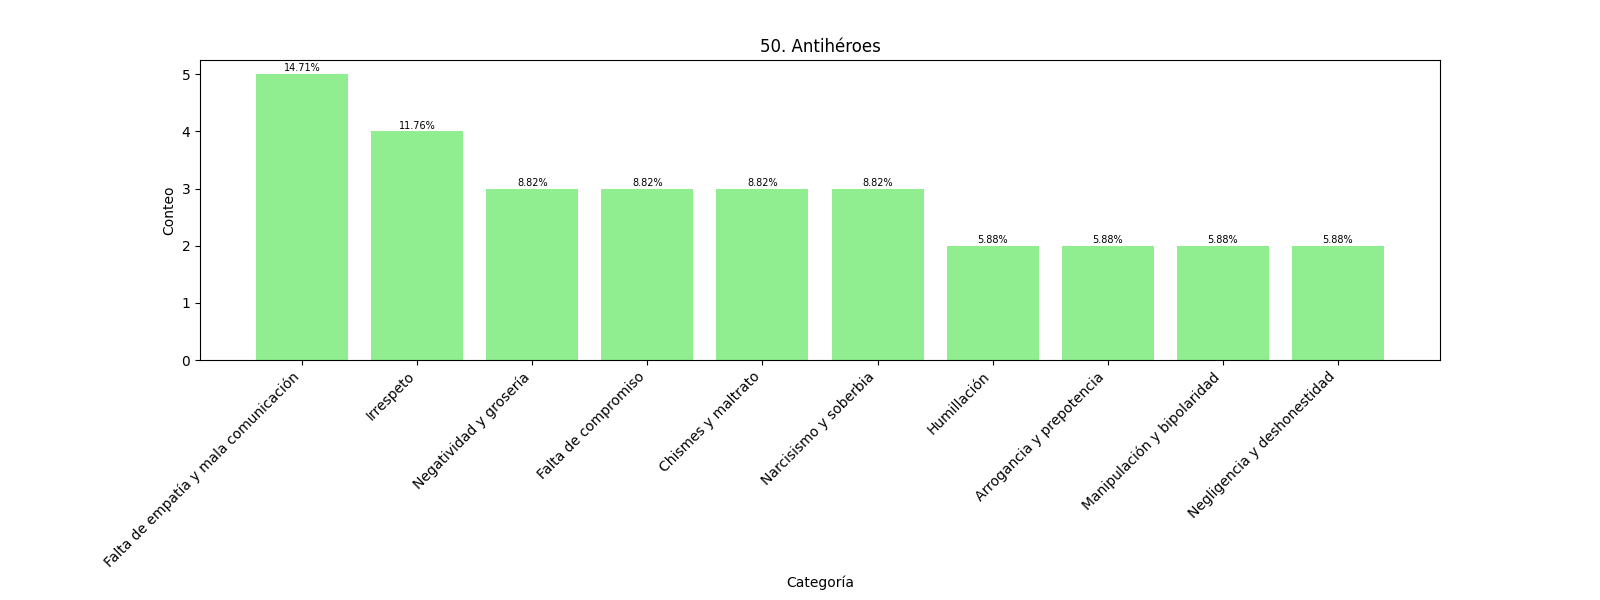 50. Antihéroes
Conteo
5
4
3
2
1
0
14.71%
11.76%
8.82%
8.82%
8.82%
8.82%
5.88%
5.88%
5.88%
5.88%
Falta de empatía y mala comunicación
Irrespeto
Negatividad y grosería
Falta de compromiso
Chismes y maltrato
Narcisismo y soberbia
Humillación
Arrogancia y prepotencia
Manipulación y bipolaridad
Negligencia y deshonestidad
Categoría